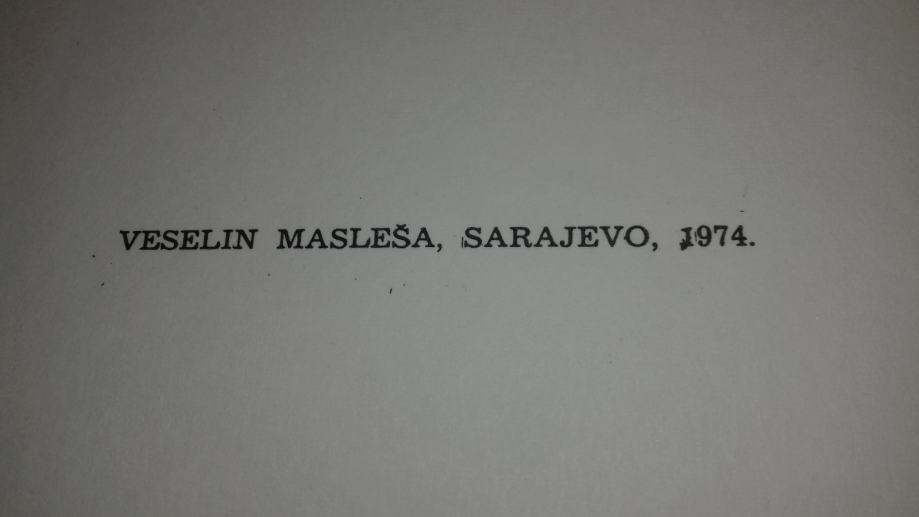 VESELIN MASLEŠA, SARAJEVO, 1974.